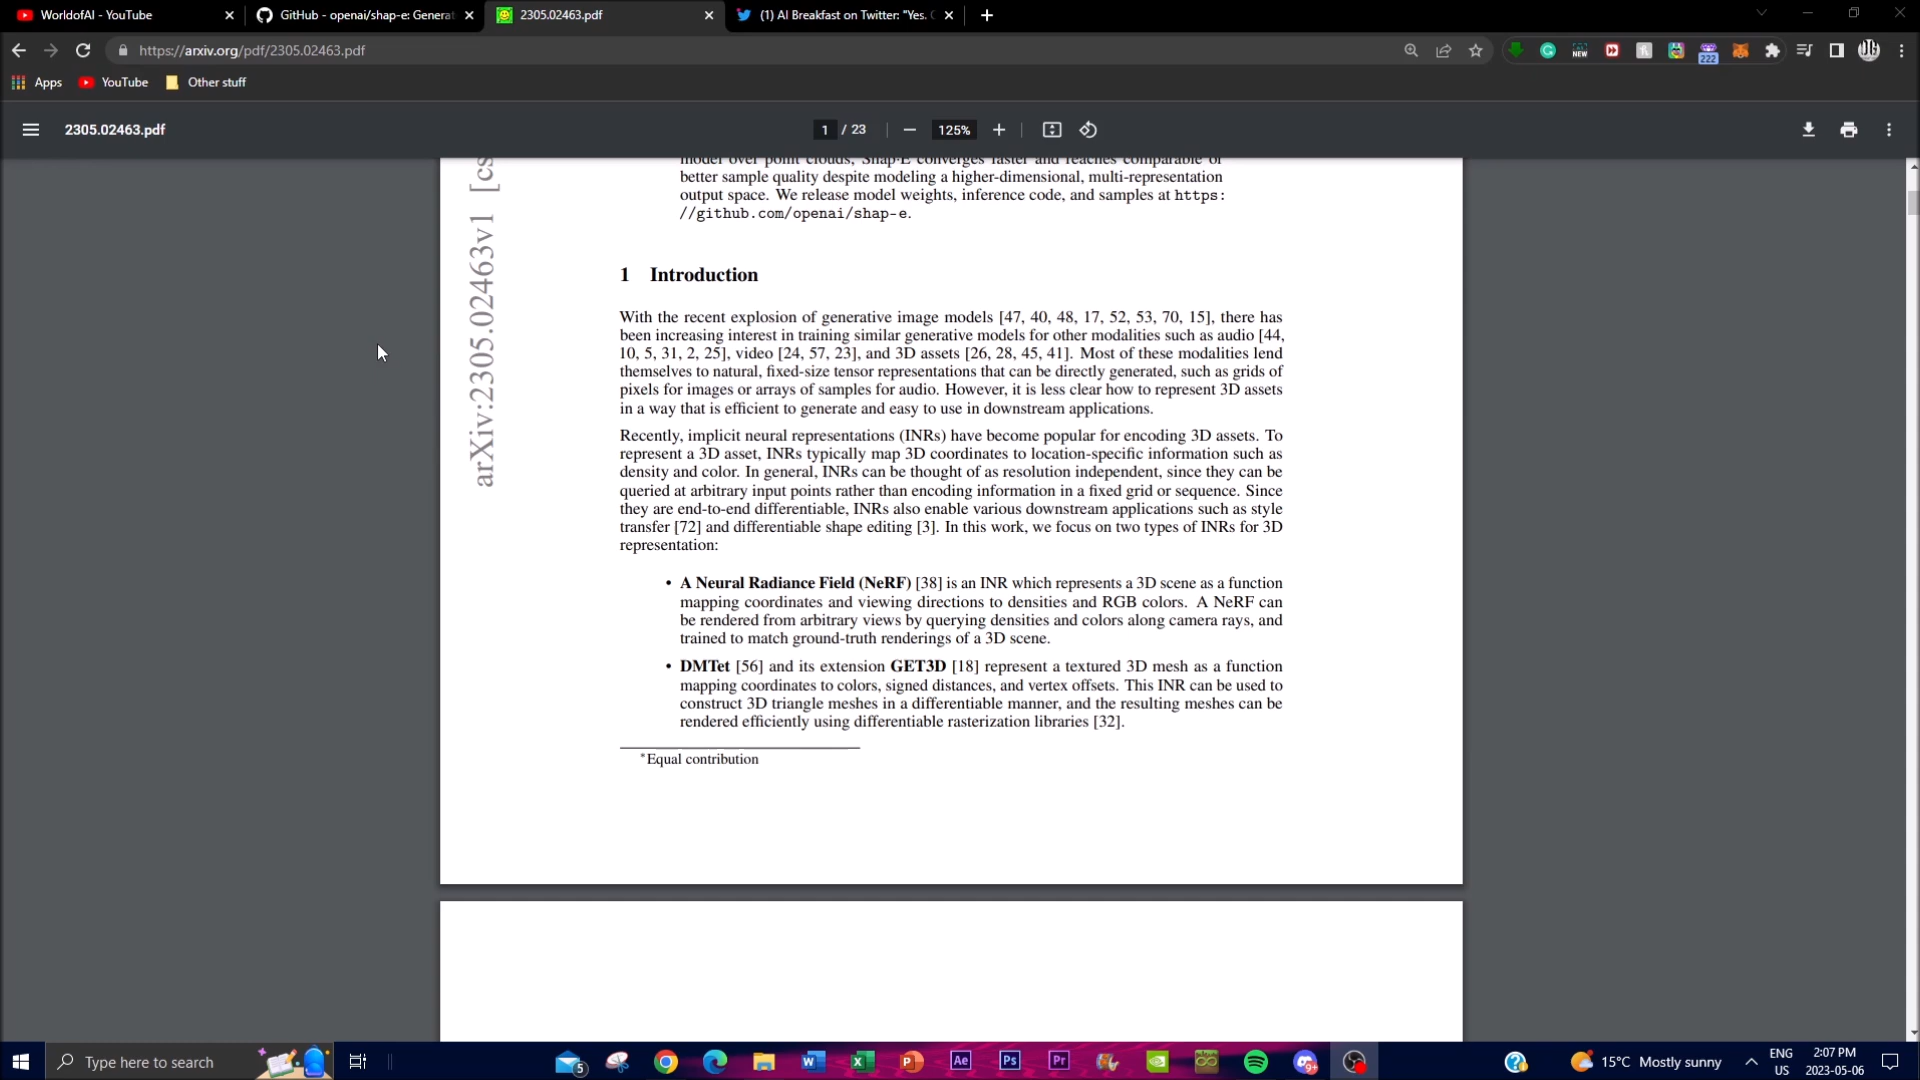 WorldofAI - YouTube
GitHub - openai/shap-e: Generat
2305.02463.pdf
(1) AI Breakfast on Twitter: "Yes.
https://arxiv.org/pdf/2305.02463.pdf
NEW
222
Apps
YouTube
Other stuff
2305.02463.pdf
1 / 23
125%
model over point clouds, Shap·E converges faster and reaches comparable or
better sample quality despite modeling a higher-dimensional, multi-representation
output space. We release model weights, inference code, and samples at https:
//github.com/openai/shap-e.
arXiv:2305.02463v1 [cs
1 Introduction
With the recent explosion of generative image models [47, 40, 48, 17, 52, 53, 70, 15], there has
been increasing interest in training similar generative models for other modalities such as audio [44,
10, 5, 31, 2, 25], video [24, 57, 23], and 3D assets [26, 28, 45, 41]. Most of these modalities lend
themselves to natural, fixed-size tensor representations that can be directly generated, such as grids of
pixels for images or arrays of samples for audio. However, it is less clear how to represent 3D assets
in a way that is efficient to generate and easy to use in downstream applications.
Recently, implicit neural representations (INRs) have become popular for encoding 3D assets. To
represent a 3D asset, INRs typically map 3D coordinates to location-specific information such as
density and color. In general, INRs can be thought of as resolution independent, since they can be
queried at arbitrary input points rather than encoding information in a fixed grid or sequence. Since
they are end-to-end differentiable, INRs also enable various downstream applications such as style
transfer [72] and differentiable shape editing [3]. In this work, we focus on two types of INRs for 3D
representation:
• A Neural Radiance Field (NeRF) [38] is an INR which represents a 3D scene as a function
mapping coordinates and viewing directions to densities and RGB colors. A NeRF can
be rendered from arbitrary views by querying densities and colors along camera rays, and
trained to match ground-truth renderings of a 3D scene.
• DMTet [56] and its extension GET3D [18] represent a textured 3D mesh as a function
mapping coordinates to colors, signed distances, and vertex offsets. This INR can be used to
construct 3D triangle meshes in a differentiable manner, and the resulting meshes can be
rendered efficiently using differentiable rasterization libraries [32].
*Equal contribution
Type here to search
5
Ae
Ps
Pr
9+
15°C Mostly sunny
ENG
US
2:07 PM
2023-05-06